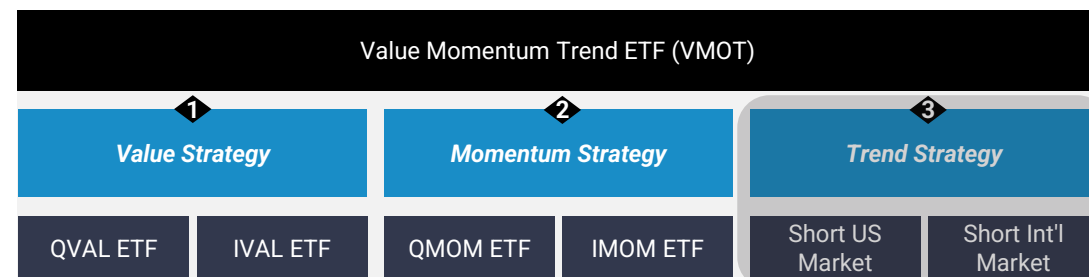 Value Momentum Trend ETF (VMOT)
1
2
3
Value Strategy
Momentum Strategy
Trend Strategy
QVAL ETF
IVAL ETF
QMOM ETF
IMOM ETF
Short US
Market
Short Int'l
Market